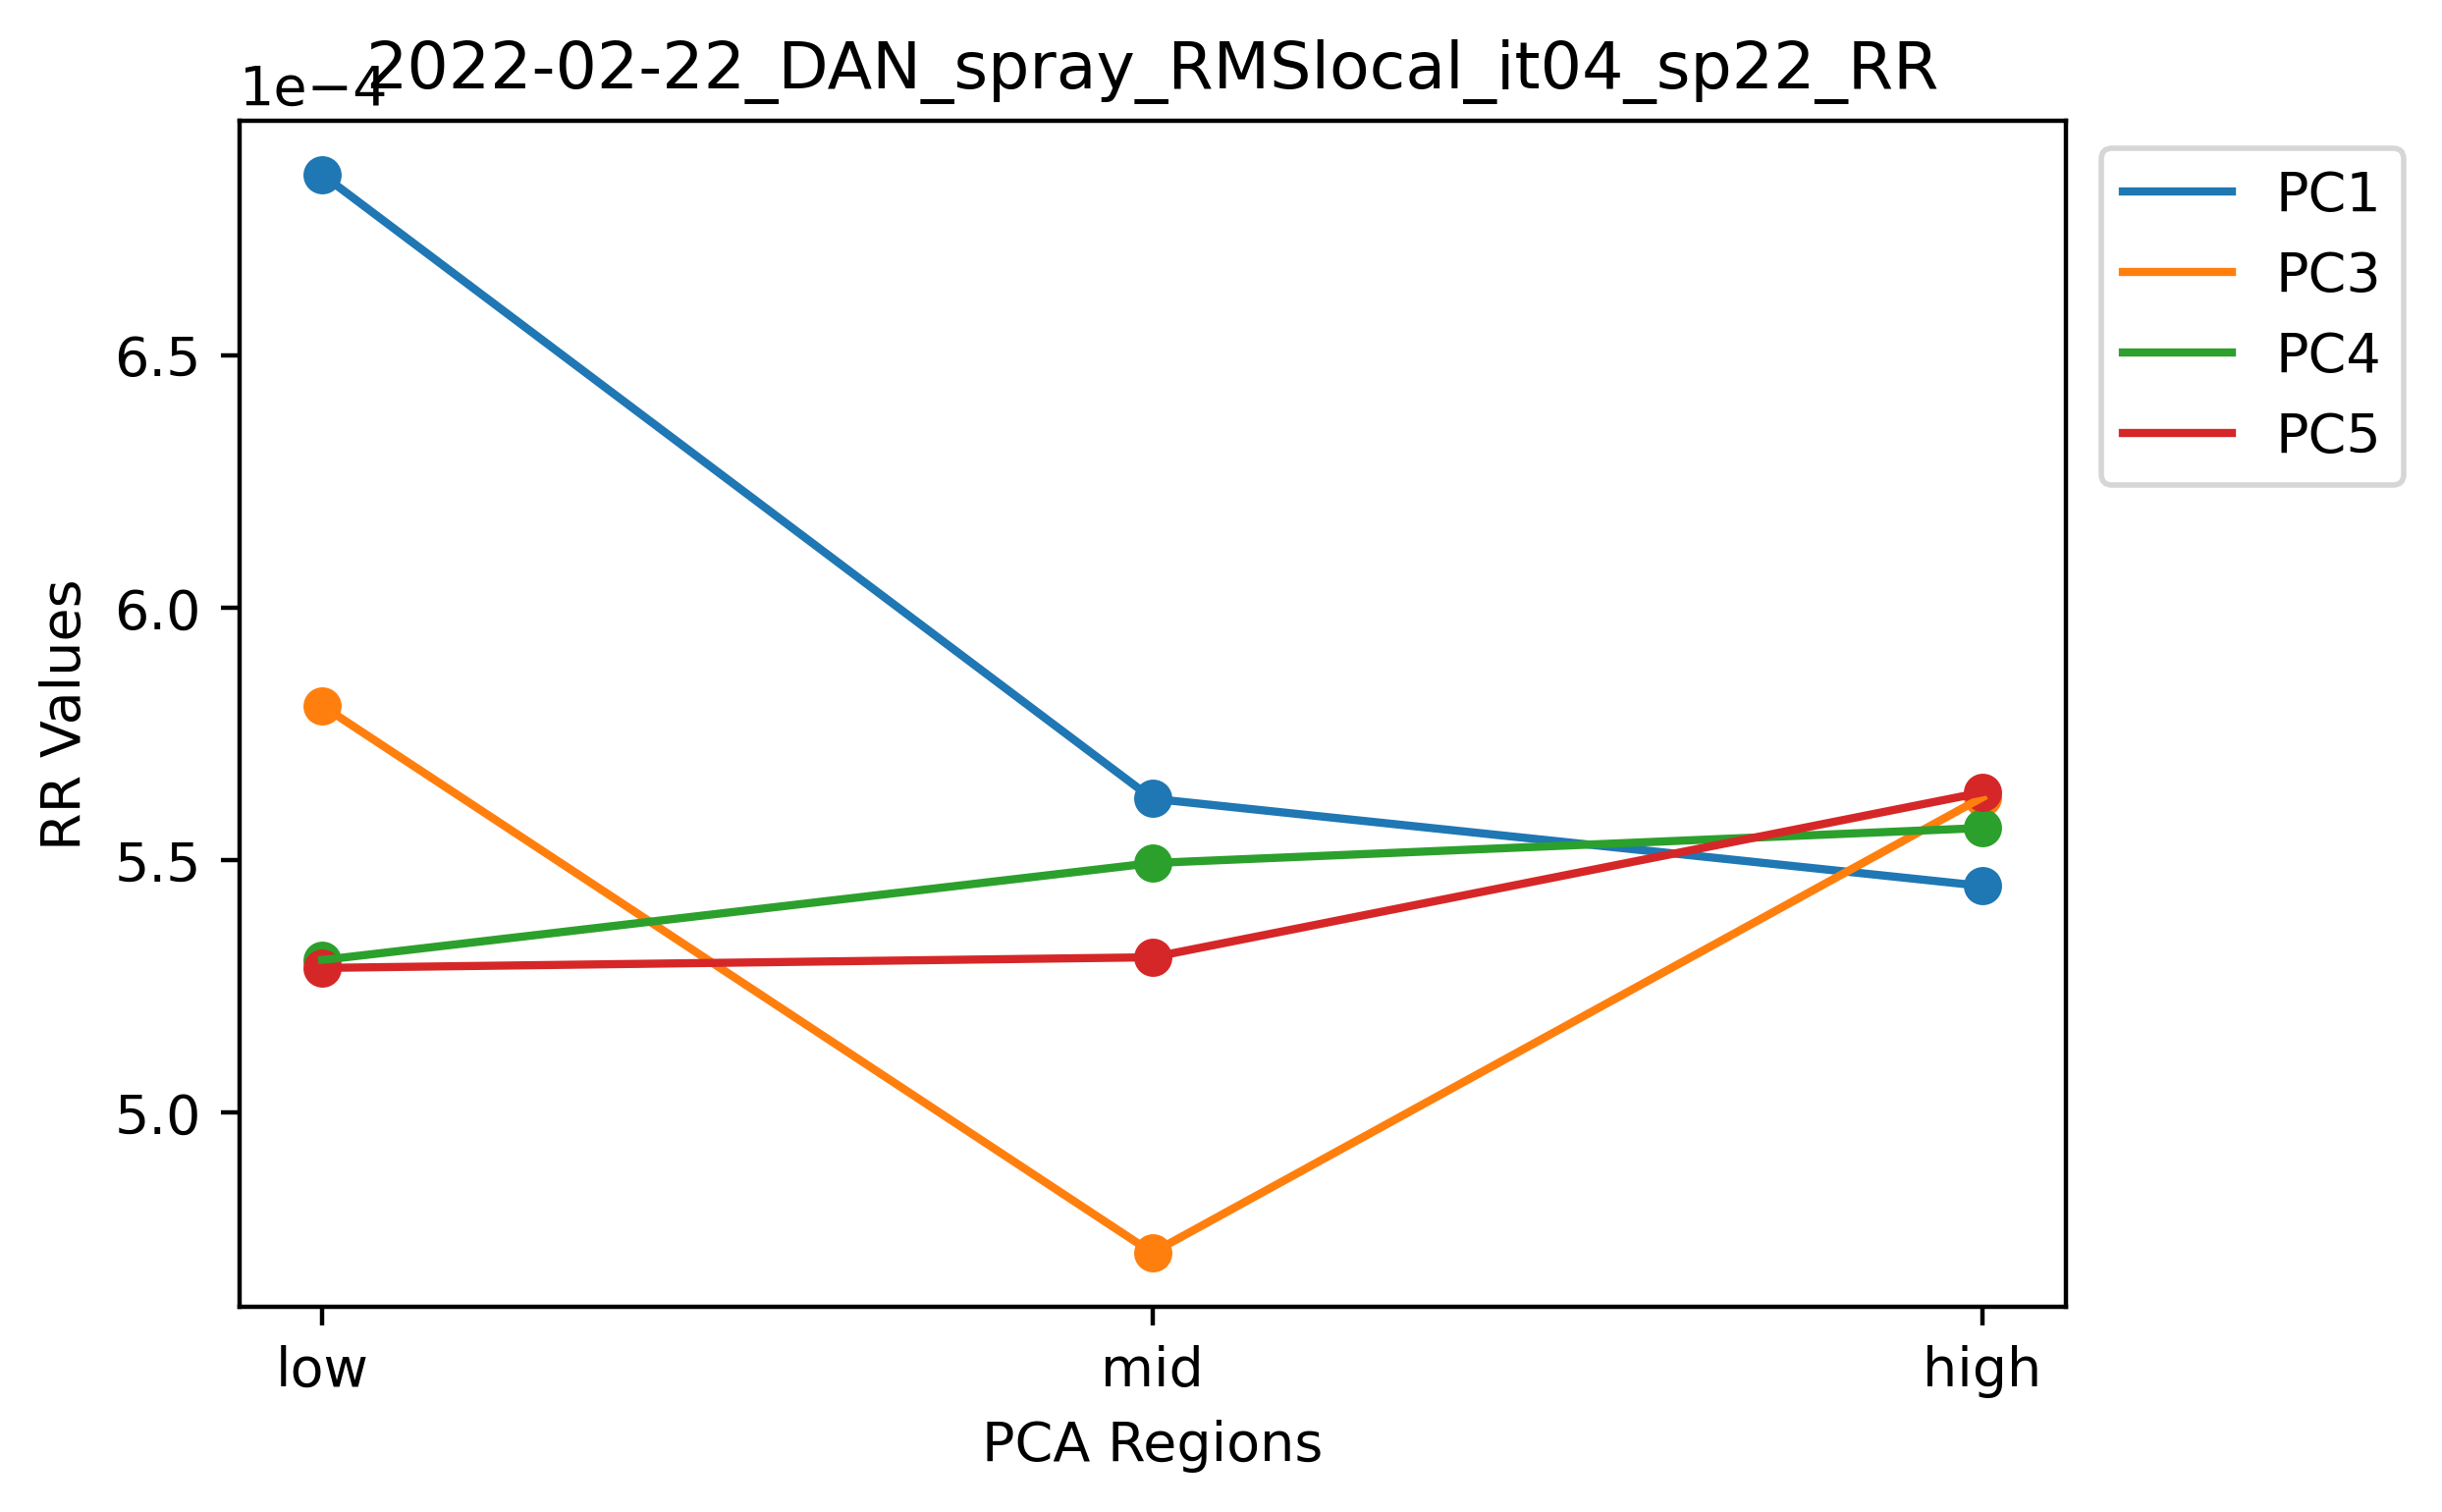 1e−4
2022-02-22_DAN_spray_RMSlocal_it04_sp22_RR
PC1
PC3
PC4
PC5
6.5
6.0
5.5
5.0
RR Values
low
mid
high
PCA Regions